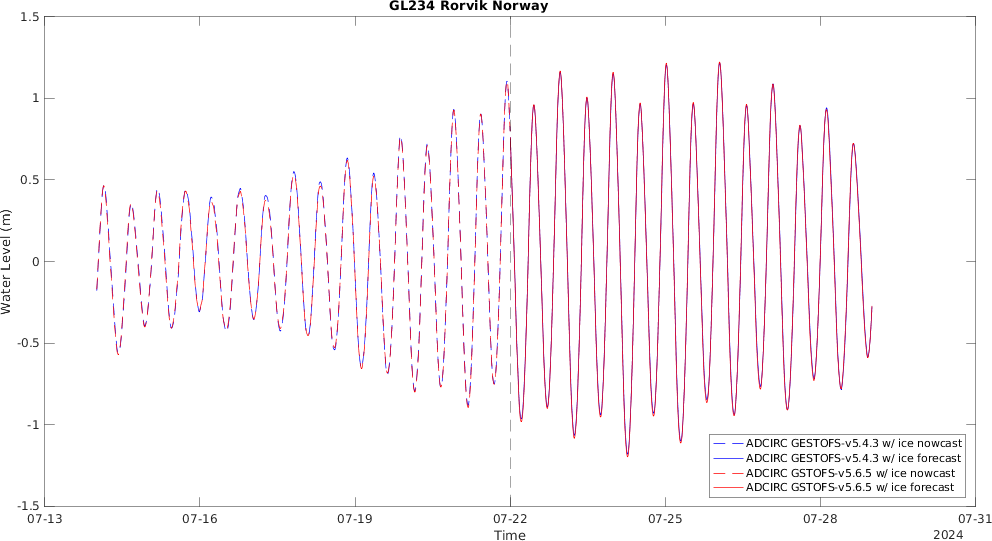 GL234 Rorvik Norway
Water Level (m)
1.5
1
0.5
0
-0.5
-1
-1.5
ADCIRC GESTOFS-v5.4.3 w/ ice nowcast
ADCIRC GESTOFS-v5.4.3 w/ ice forecast
ADCIRC GSTOFS-v5.6.5 w/ ice nowcast
ADCIRC GSTOFS-v5.6.5 w/ ice forecast
07-13 07-16 07-19 07-22 07-25 07-28 07-31
Time
2024